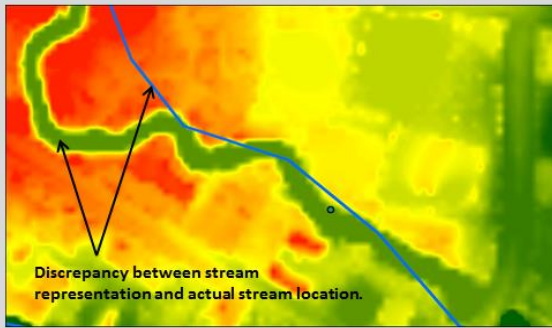 Discrepancy between stream
representation and actual stream location.